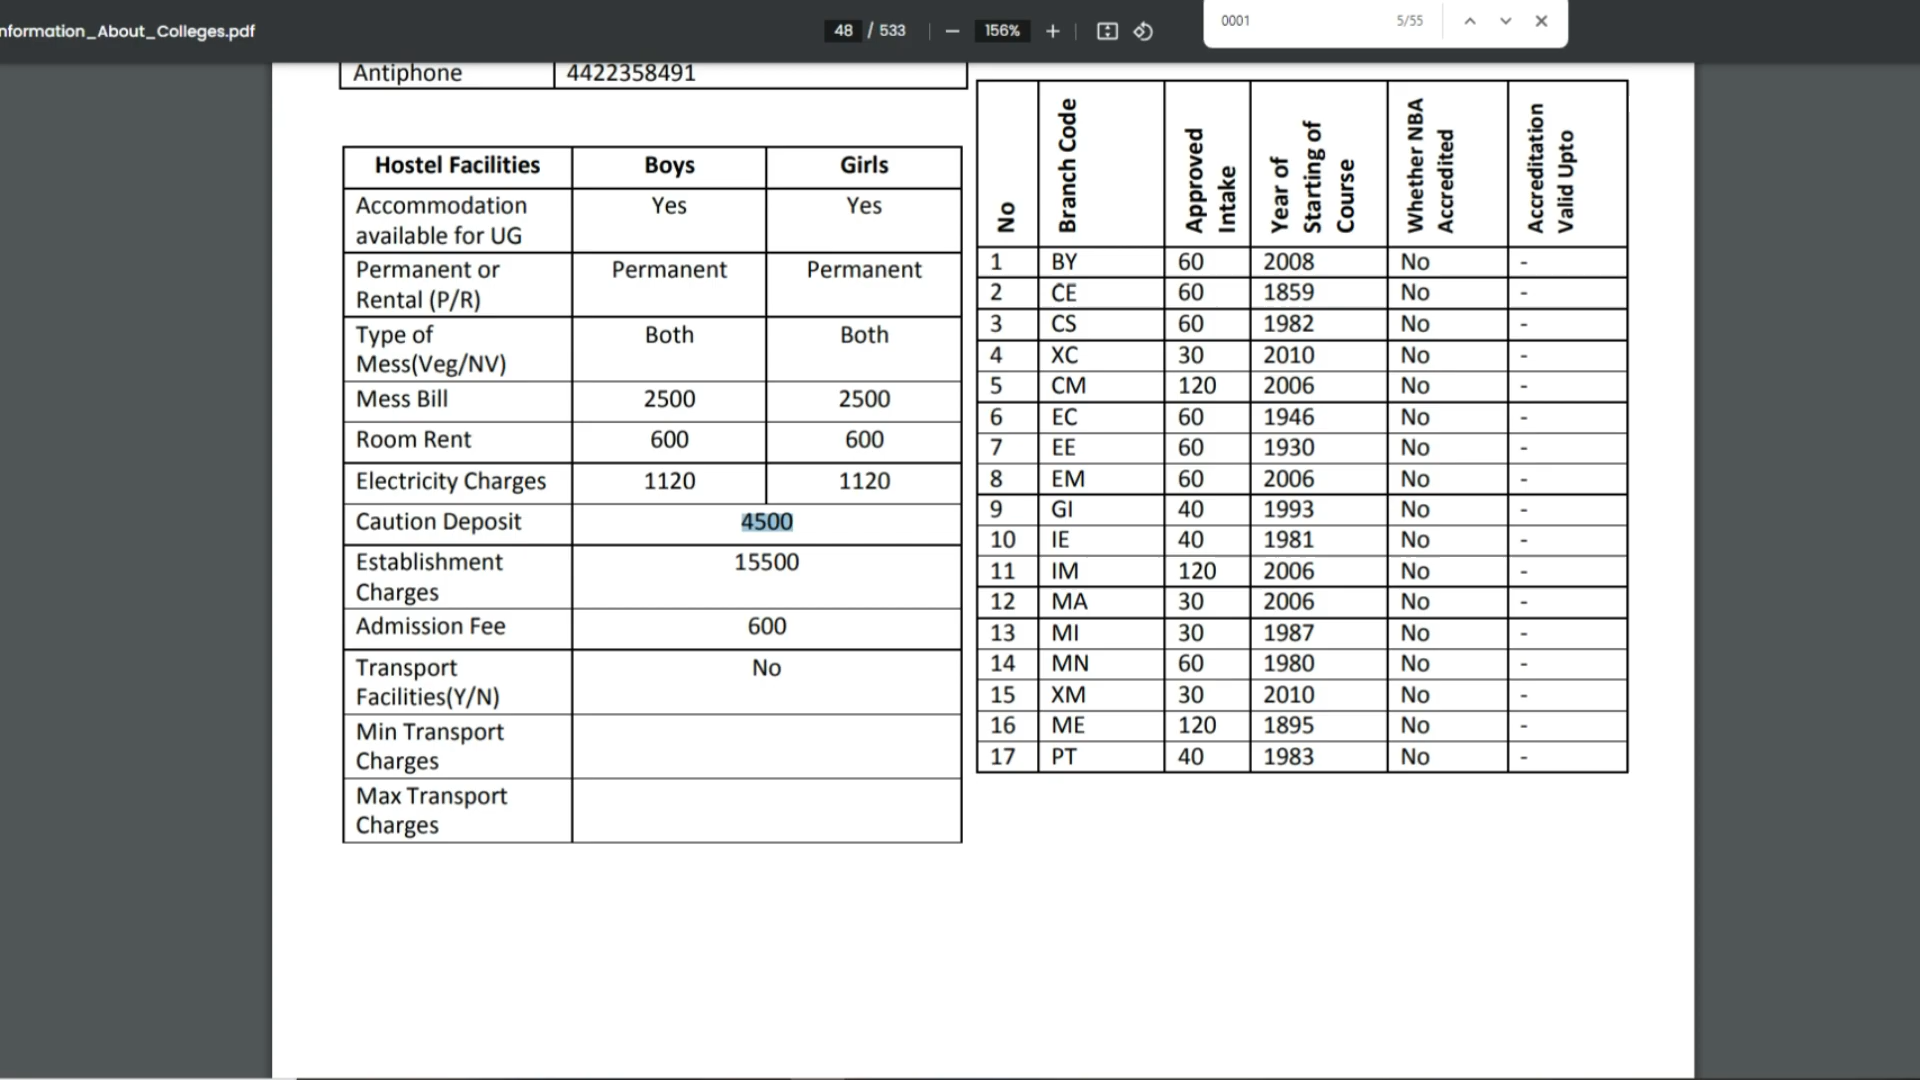 nformation_About_Colleges.pdf
48 / 533
156%
0001
5/55
Antiphone 4422358491
Hostel Facilities Boys Girls
Accommodation
available for UG Yes Yes
Permanent or
Rental (P/R) Permanent Permanent
Type of
Mess(Veg/NV) Both Both
Mess Bill 2500 2500
Room Rent 600 600
Electricity Charges 1120 1120
Caution Deposit 4500
Establishment
Charges 15500
Admission Fee 600
Transport
Facilities(Y/N) No
Min Transport
Charges
Max Transport
Charges
No
Branch Code
Approved
Intake
Year of
Starting of
Course
Whether NBA
Accredited
Accreditation
Valid Upto
1 BY 60 2008 No -
2 CE 60 1859 No -
3 CS 60 1982 No -
4 XC 30 2010 No -
5 CM 120 2006 No -
6 EC 60 1946 No -
7 EE 60 1930 No -
8 EM 60 2006 No -
9 GI 40 1993 No -
10 IE 40 1981 No -
11 IM 120 2006 No -
12 MA 30 2006 No -
13 MI 30 1987 No -
14 MN 60 1980 No -
15 XM 30 2010 No -
16 ME 120 1895 No -
17 PT 40 1983 No -